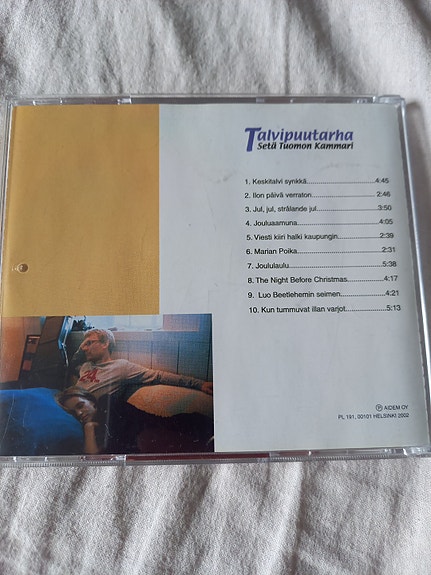 Talvipuutarha
Setä Tuomon Kammari
1. Keskitalvi synkkä....................4:45
2. Ilon päivä verraton...................2:46
3. Jul, jul, strålande jul..................3:50
4. Jouluaamuna.........................4:05
5. Viesti kiiri halki kaupungin............2:39
6. Marian Poika.........................2:31
7. Joululaulu............................5:38
8. The Night Before Christmas...........4:17
9. Luo Beetlehemin seimen.............4:21
10. Kun tummuvat illan varjot............5:13
Ⓟ AIDEM OY
PL 191, 00101 HELSINKI 2002